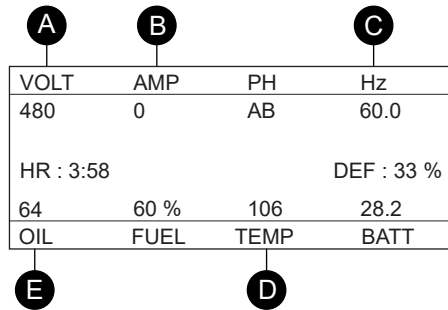 A B C
VOLT AMP PH Hz
480 0 AB 60.0
HR : 3:58 DEF : 33 %
64 60 % 106 28.2
OIL FUEL TEMP BATT
E D